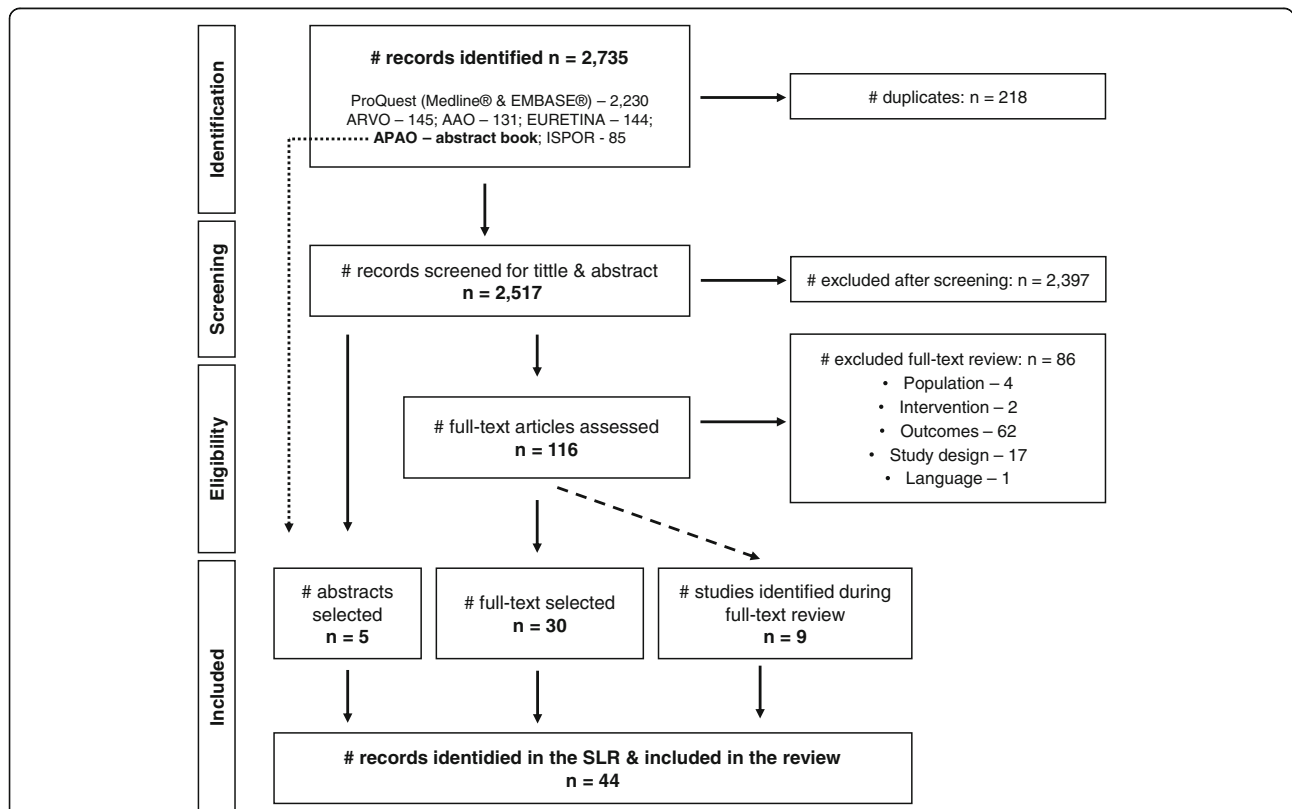 Identification
# records identified n = 2,735
ProQuest (Medline® & EMBASE®) – 2,230
ARVO – 145; AAO – 131; EURETINA – 144;
APAO – abstract book; ISPOR - 85
# duplicates: n = 218
Screening
# records screened for tittle & abstract
n = 2,517
# excluded after screening: n = 2,397
Eligibility
# full-text articles assessed
n = 116
# excluded full-text review: n = 86
• Population – 4
• Intervention – 2
• Outcomes – 62
• Study design – 17
• Language – 1
Included
# abstracts
selected
n = 5
# full-text selected
n = 30
# studies identified during
full-text review
n = 9
# records identidied in the SLR & included in the review
n = 44